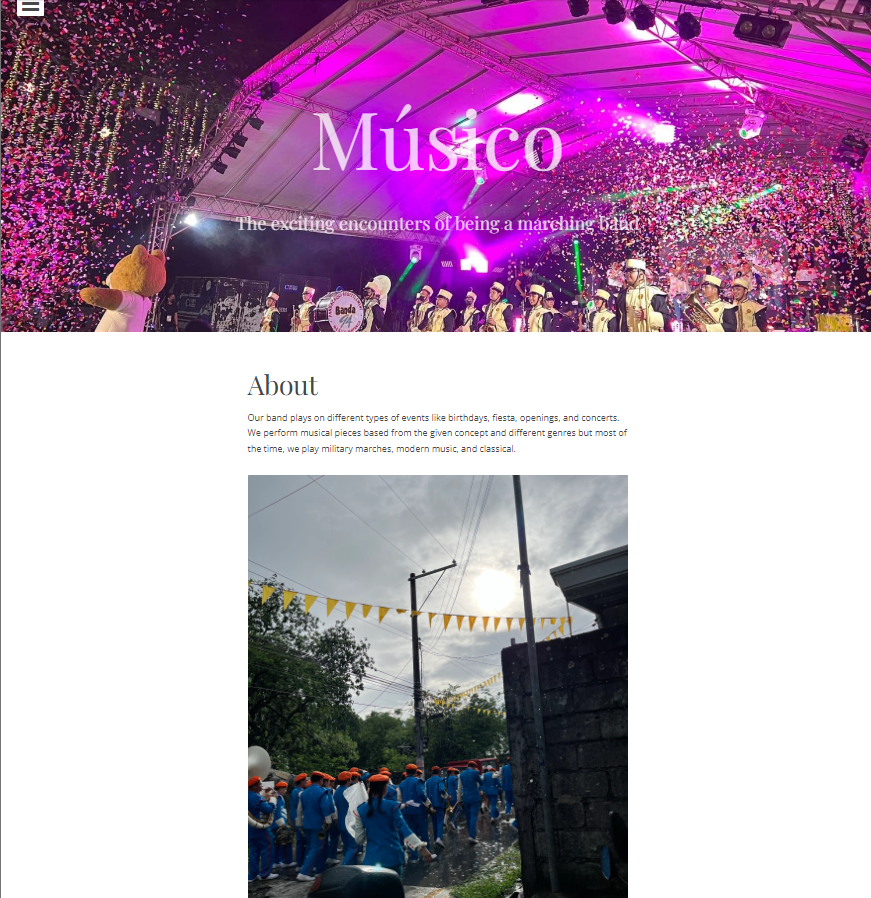 Músico
The exciting encounters of being a marching band
Banda
About
Our band plays on different types of events like birthdays, fiesta, openings, and concerts.
We perform musical pieces based from the given concept and different genres but most of
the time, we play military marches, modern music, and classical.